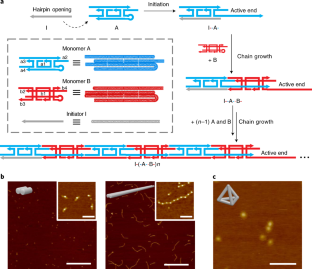 a
Hairpin opening
Initiation
Active end
I
A
I–A·
Monomer A
a2
a3
a4
Monomer B
b2
b4
b3
b1
Initiator I
+ B
Chain growth
Active end
I–A–B·
+ (n–1) A and B
Chain growth
Active end
I-(-A–B-)n
b
c